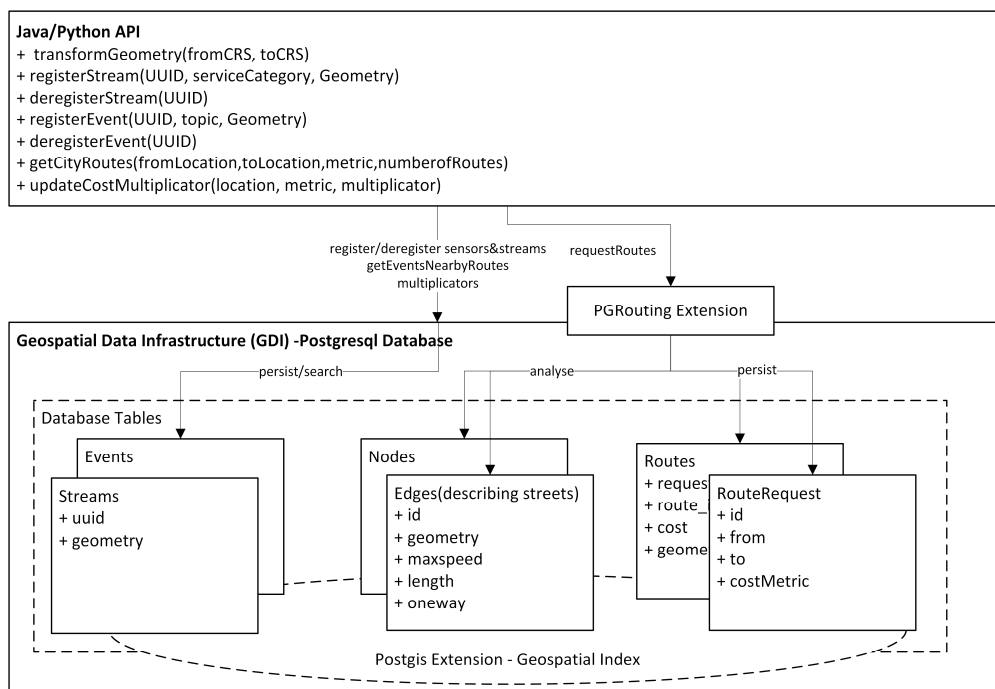 Java/Python API
+ transformGeometry(fromCRS, toCRS)
+ registerStream(UUID, serviceCategory, Geometry)
+ deregisterStream(UUID)
+ registerEvent(UUID, topic, Geometry)
+ deregisterEvent(UUID)
+ getCityRoutes(fromLocation,toLocation,metric,numberofRoutes)
+ updateCostMultiplicator(location, metric, multiplicator)
register/deregister sensors&streams
getEventsNearbyRoutes
multiplicators
requestRoutes
PGRouting Extension
Geospatial Data Infrastructure (GDI) -Postgresql Database
persist/search
analyse
persist
Database Tables
Events
Streams
+ uuid
+ geometry
Nodes
Edges(describing streets)
+ id
+ geometry
+ maxspeed
+ length
+ oneway
Routes
+ reques
+ route_
+ cost
+ geome
RouteRequest
+ id
+ from
+ to
+ costMetric
Postgis Extension - Geospatial Index